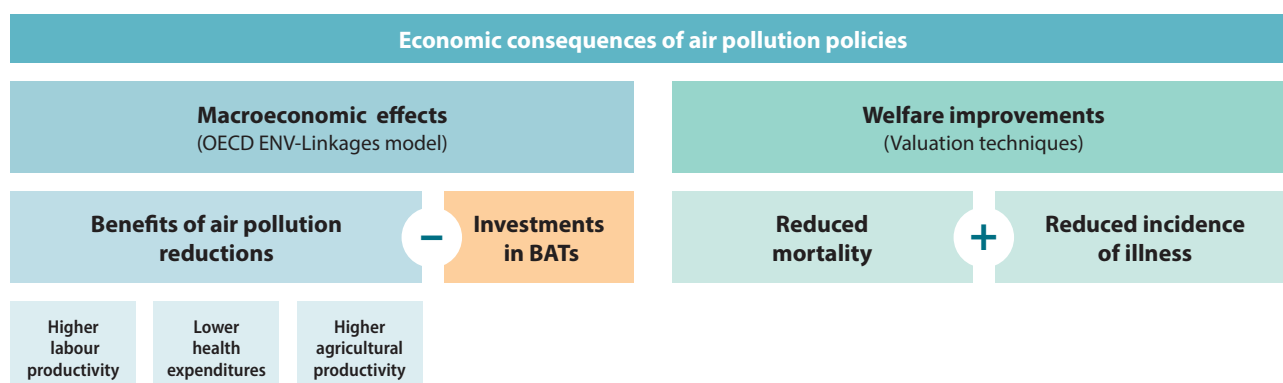 Economic consequences of air pollution policies
Macroeconomic effects
(OECD ENV-Linkages model)
Welfare improvements
(Valuation techniques)
Benefits of air pollution
reductions
–
Investments
in BATs
Reduced
mortality
+
Reduced incidence
of illness
Higher
labour
productivity
Lower
health
expenditures
Higher
agricultural
productivity